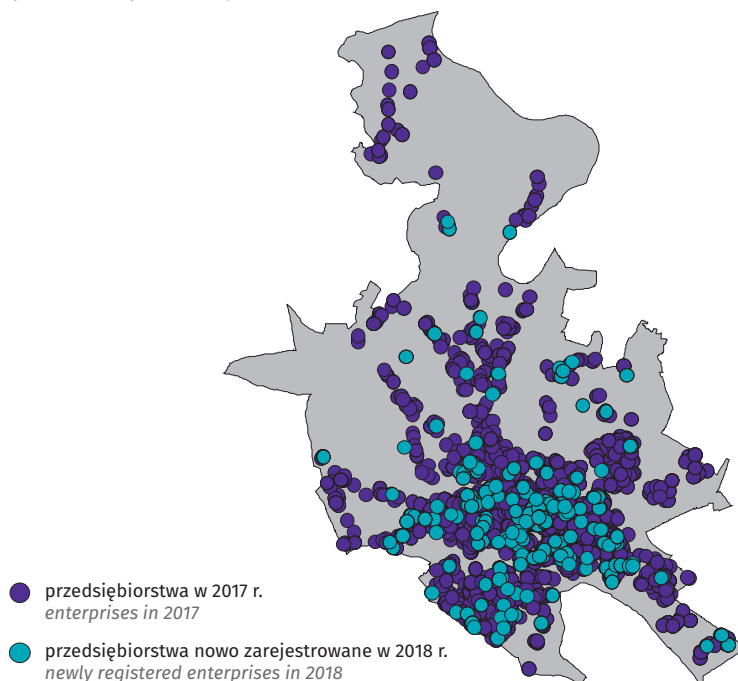 przedsiębiorstwa w 2017 r.
enterprises in 2017
przedsiębiorstwa nowo zarejestrowane w 2018 r.
newly registered enterprises in 2018